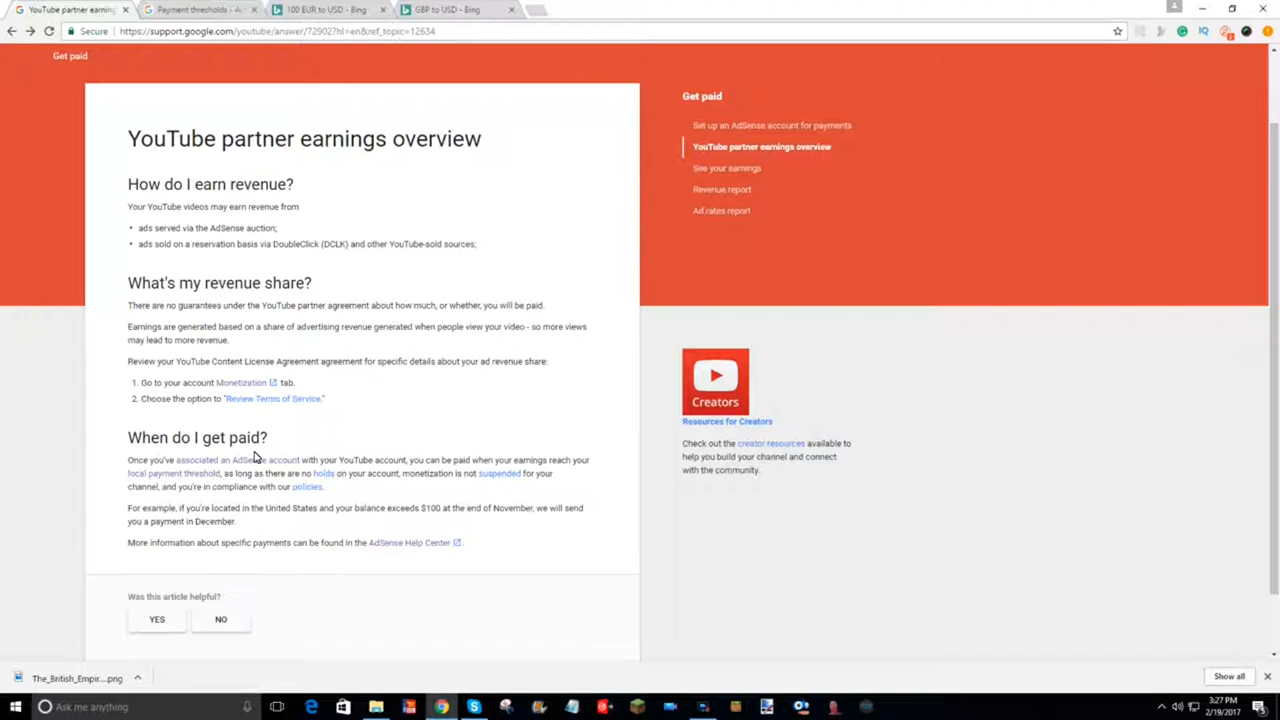 YouTube partner earning
Payment thresholds - A
100 EUR to USD - Bing
GBP to USD - Bing
Secure
https://support.google.com/youtube/answer/72902?hl=en&ref_topic=12634
Get paid
Get paid
Set up an AdSense account for payments
YouTube partner earnings overview
See your earnings
Revenue report
Ad rates report
YouTube partner earnings overview
How do I earn revenue?
Your YouTube videos may earn revenue from
• ads served via the AdSense auction;
• ads sold on a reservation basis via DoubleClick (DCLK) and other YouTube-sold sources;
What's my revenue share?
There are no guarantees under the YouTube partner agreement about how much, or whether, you will be paid.
Earnings are generated based on a share of advertising revenue generated when people view your video - so more views
may lead to more revenue.
Review your YouTube Content License Agreement agreement for specific details about your ad revenue share:
1. Go to your account Monetization tab.
2. Choose the option to "Review Terms of Service."
When do I get paid?
Once you've associated an AdSense account with your YouTube account, you can be paid when your earnings reach your
local payment threshold, as long as there are no holds on your account, monetization is not suspended for your
channel, and you're in compliance with our policies.
For example, if you're located in the United States and your balance exceeds $100 at the end of November, we will send
you a payment in December.
More information about specific payments can be found in the AdSense Help Center .
Was this article helpful?
YES
NO
Creators
Resources for Creators
Check out the creator resources available to
help you build your channel and connect
with the community.
The_British_Empir....png
Show all
Ask me anything
3:27 PM
2/19/2017